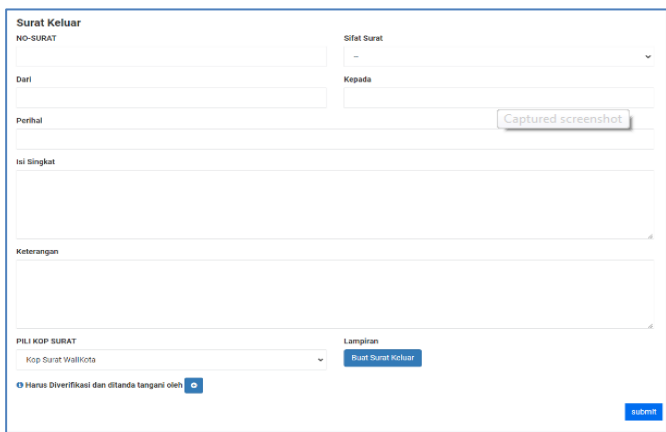 Surat Keluar
NO-SURAT
Sifat Surat
--
Dari
Kepada
Perihal
Captured screenshot
Isi Singkat
Keterangan
PILI KOP SURAT
Lampiran
Kop Surat WaliKota
Buat Surat Keluar
Harus Diverifikasi dan ditanda tangani oleh
submit